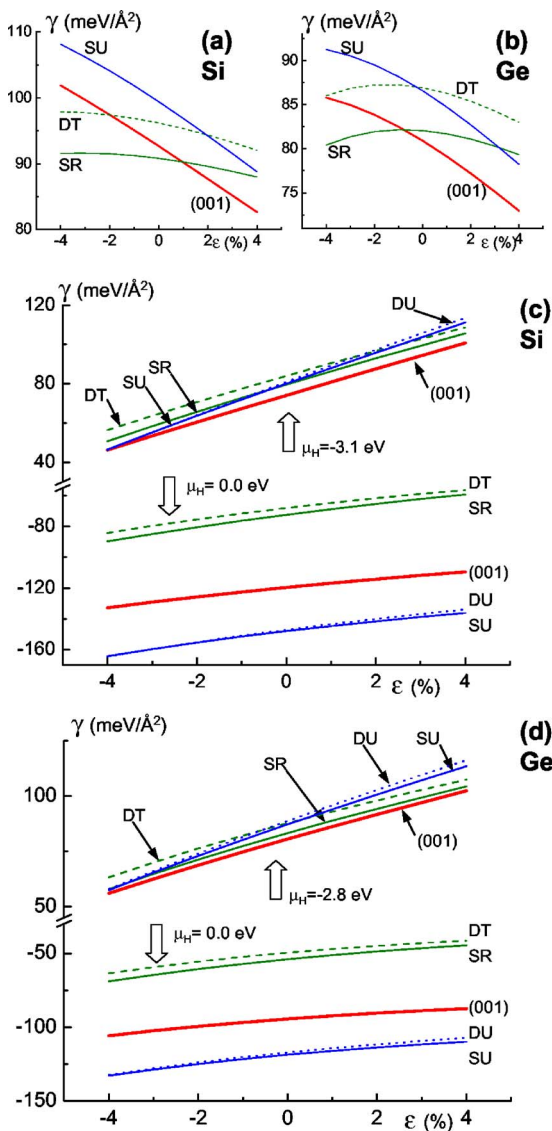 γ (meV/Å²)
(a)
Si
110
100
90
80
SU
DT
SR
(001)
-4
-2
0
2
ε (%)
4
γ (meV/Å²)
(b)
Ge
90
85
80
75
SU
DT
SR
(001)
-4
-2
0
2
ε(%)
4
γ (meV/Å²)
(c)
Si
120
80
40
-80
-120
-160
DU
DT
SU
SR
(001)
μH=-3.1 eV
μH= 0.0 eV
DT
SR
(001)
DU
SU
-4
-2
0
2
4
ε (%)
γ (meV/Å²)
(d)
Ge
100
50
-50
-100
-150
DU
SU
SR
DT
(001)
μH=-2.8 eV
μH= 0.0 eV
DT
SR
(001)
DU
SU
-4
-2
0
2
4
ε (%)